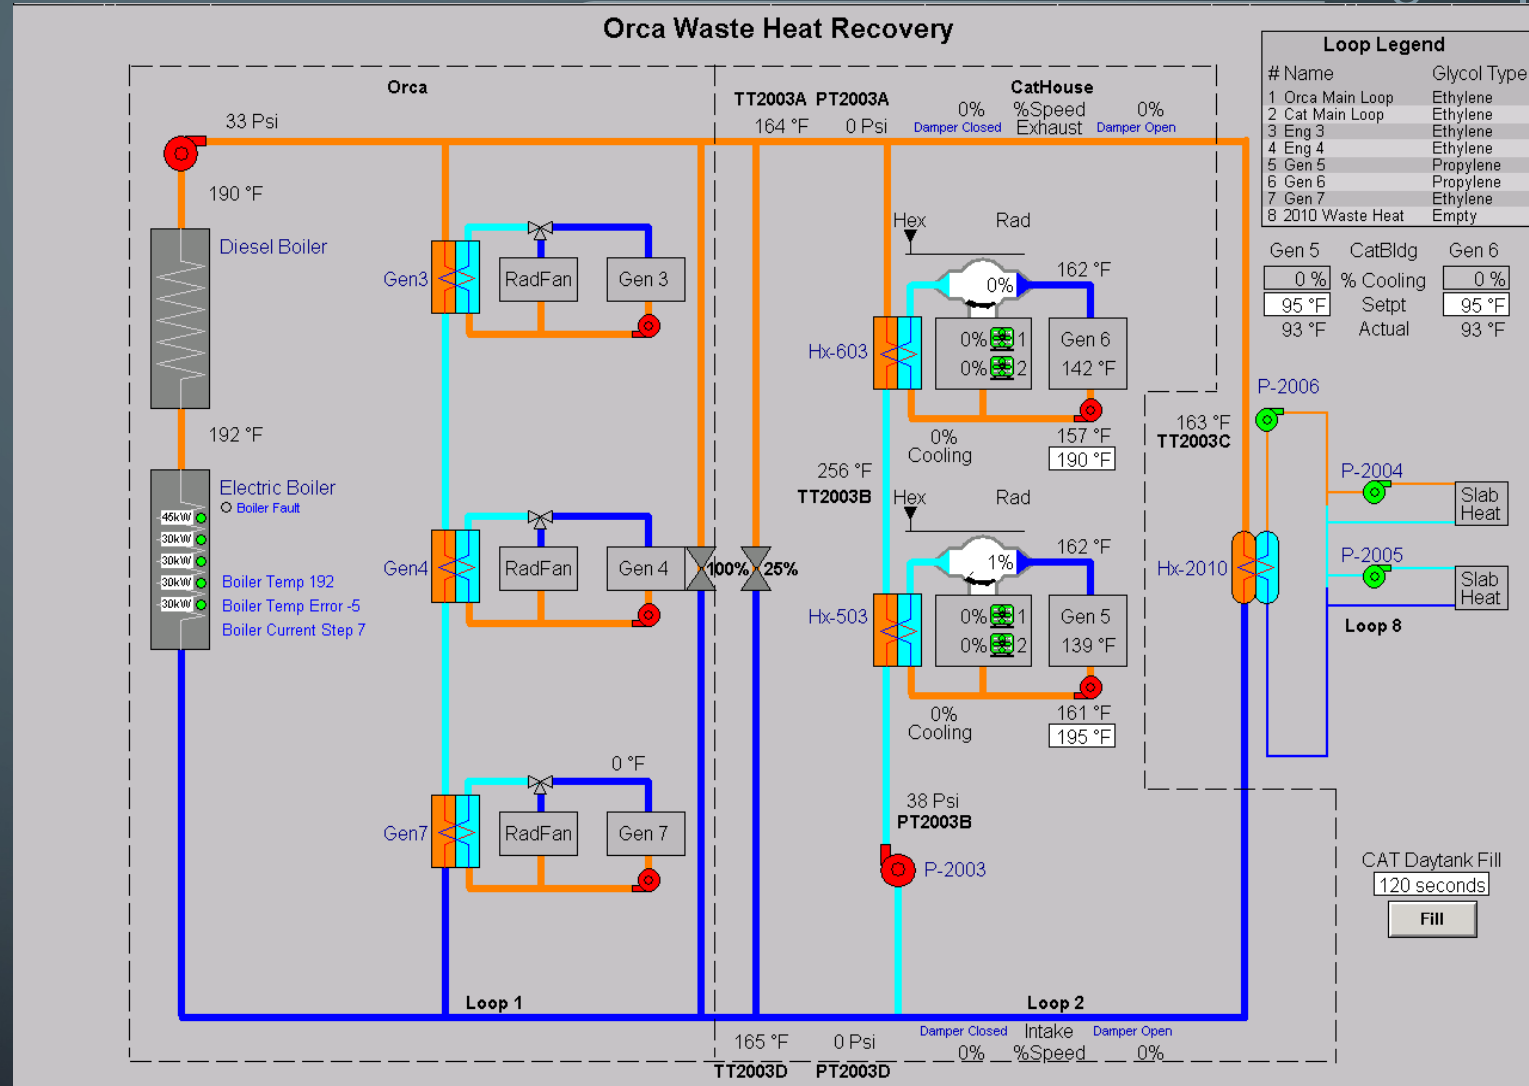 Orca Waste Heat Recovery
Loop Legend
# Name Glycol Type
1 Orca Main Loop Ethylene
2 Cat Main Loop Ethylene
3 Eng 3 Ethylene
4 Eng 4 Ethylene
5 Gen 5 Propylene
6 Gen 6 Propylene
7 Gen 7 Ethylene
8 2010 Waste Heat Empty
Orca
CatHouse
TT2003A PT2003A
0% %Speed 0%
164 °F 0 Psi
Damper Closed Exhaust Damper Open
33 Psi
190 °F
Diesel Boiler
192 °F
Electric Boiler
Boiler Fault
45kW
30kW
30kW
30kW
30kW
Boiler Temp 192
Boiler Temp Error -5
Boiler Current Step 7
Gen3
RadFan
Gen 3
Gen4
RadFan
Gen 4
100%
25%
0 °F
Gen7
RadFan
Gen 7
Hex Rad
162 °F
0%
Hx-603
0% 1
0% 2
Gen 6
142 °F
0%
Cooling
157 °F
190 °F
256 °F
TT2003B
Hex Rad
162 °F
1%
Hx-503
0% 1
0% 2
Gen 5
139 °F
0%
Cooling
161 °F
195 °F
38 Psi
PT2003B
P-2003
Gen 5 CatBldg Gen 6
0 % % Cooling 0 %
95 °F Setpt 95 °F
93 °F Actual 93 °F
P-2006
163 °F
TT2003C
P-2004
Slab
Heat
P-2005
Slab
Heat
Hx-2010
Loop 8
CAT Daytank Fill
120 seconds
Fill
Loop 1
Loop 2
165 °F 0 Psi
TT2003D PT2003D
Damper Closed Intake Damper Open
0% %Speed 0%